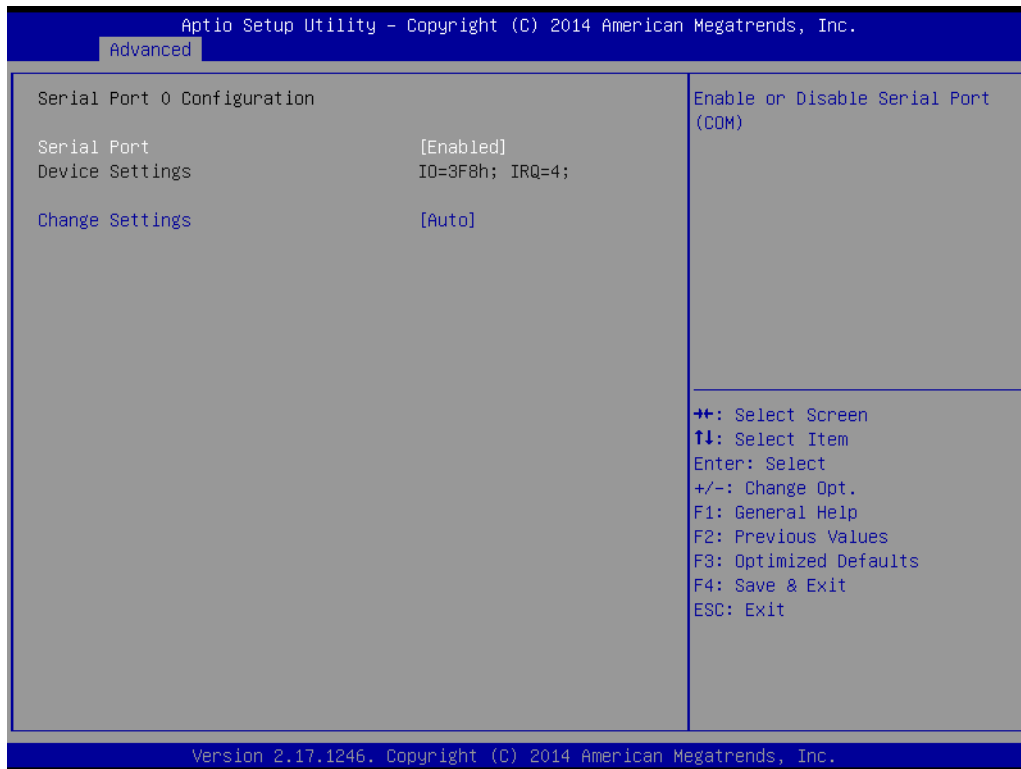 Aptio Setup Utility – Copyright (C) 2014 American Megatrends, Inc.
Advanced
Serial Port 0 Configuration
Serial Port [Enabled]
Device Settings IO=3F8h; IRQ=4;
Change Settings [Auto]
Enable or Disable Serial Port
(COM)
→←: Select Screen
↑↓: Select Item
Enter: Select
+/-: Change Opt.
F1: General Help
F2: Previous Values
F3: Optimized Defaults
F4: Save & Exit
ESC: Exit
Version 2.17.1246. Copyright (C) 2014 American Megatrends, Inc.